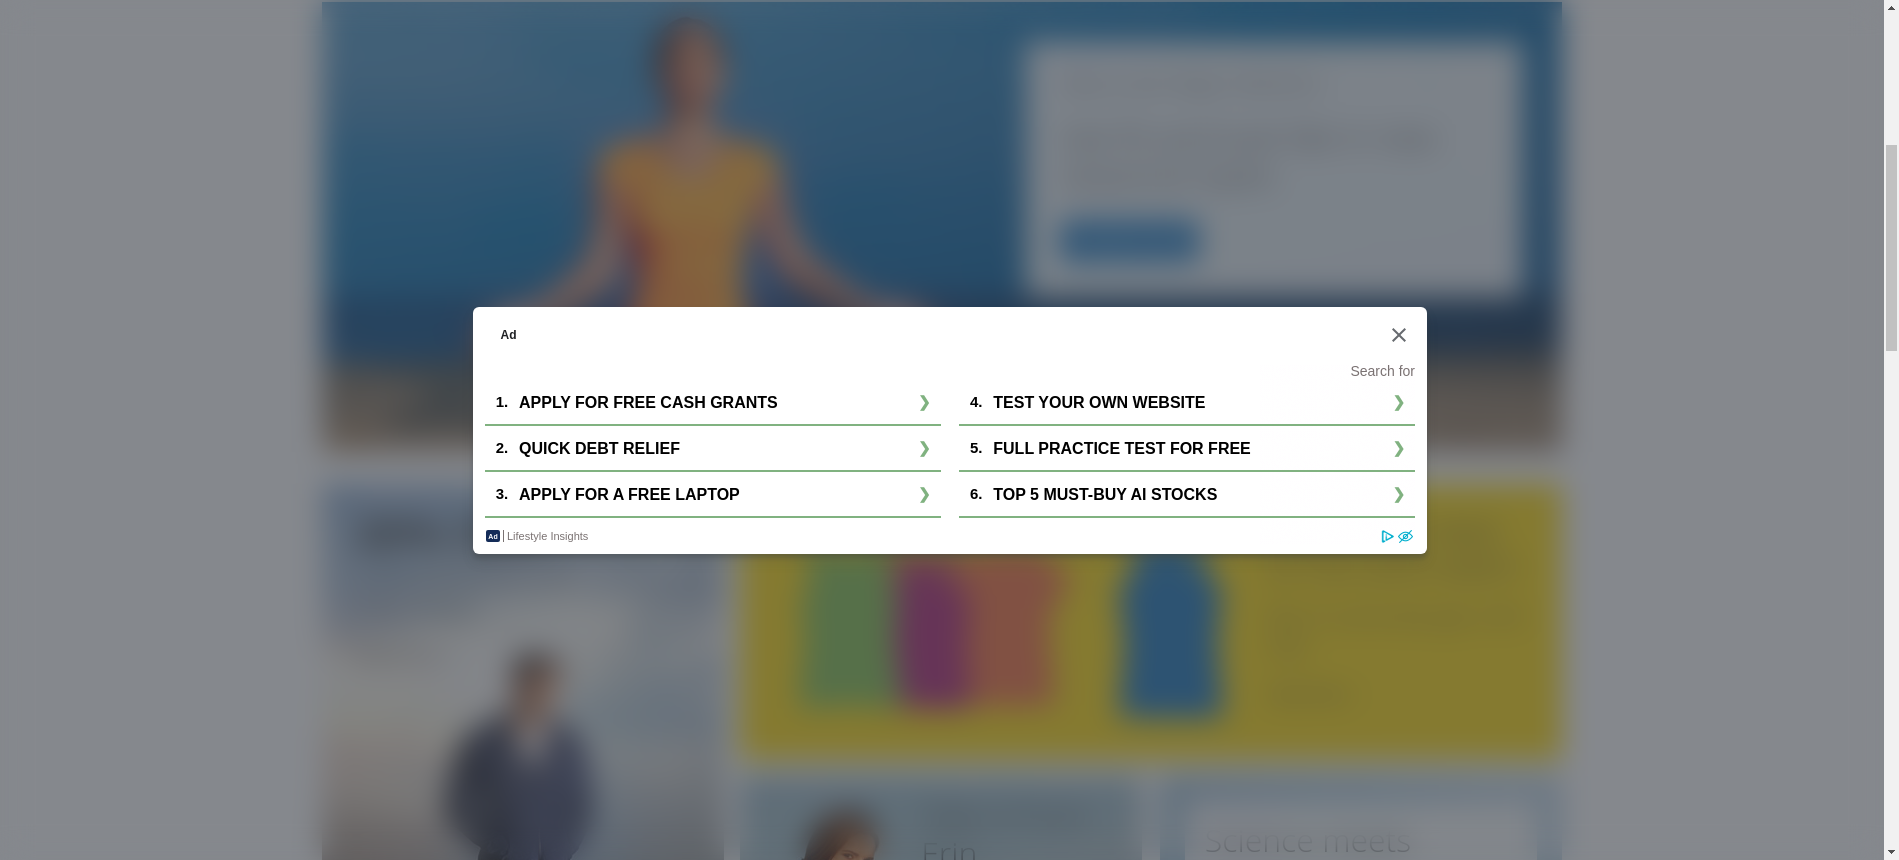 Ad
Search for
1. APPLY FOR FREE CASH GRANTS ❯
2. QUICK DEBT RELIEF ❯
3. APPLY FOR A FREE LAPTOP ❯
4. TEST YOUR OWN WEBSITE ❯
5. FULL PRACTICE TEST FOR FREE ❯
6. TOP 5 MUST-BUY AI STOCKS ❯
Ad | Lifestyle Insights
Erin
Science meets